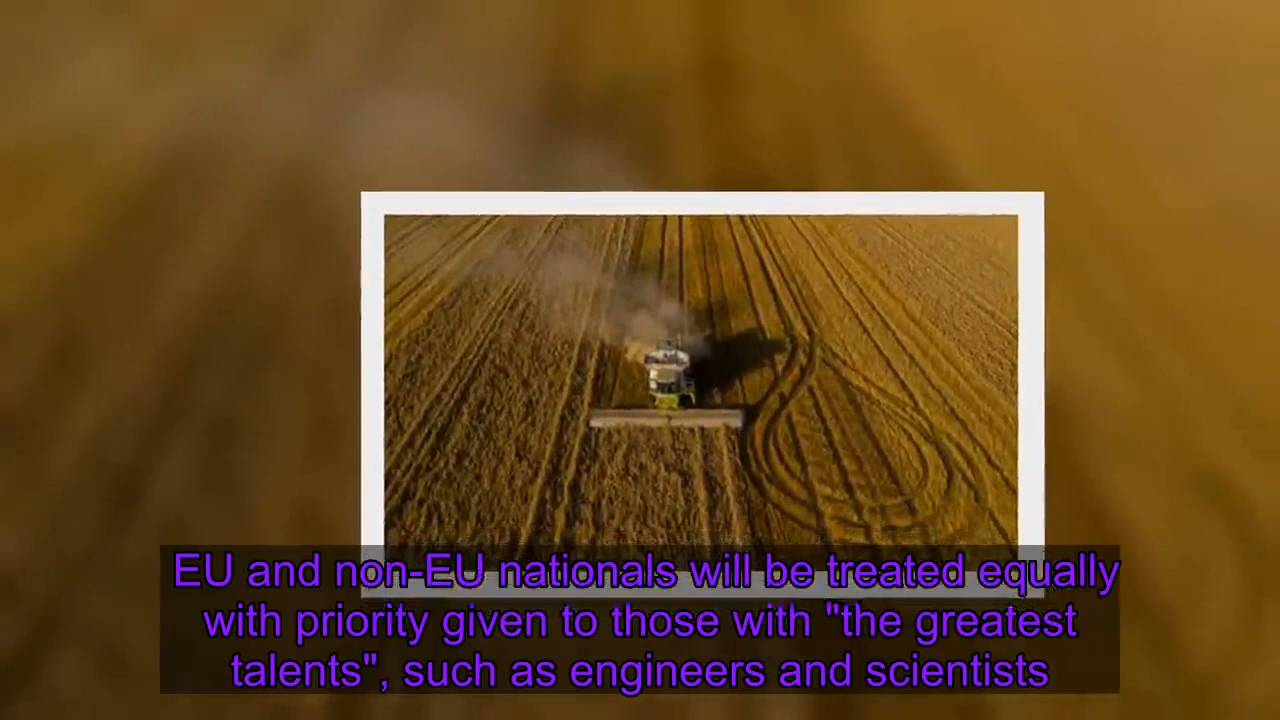 EU and non-EU nationals will be treated equally
with priority given to those with "the greatest
talents", such as engineers and scientists